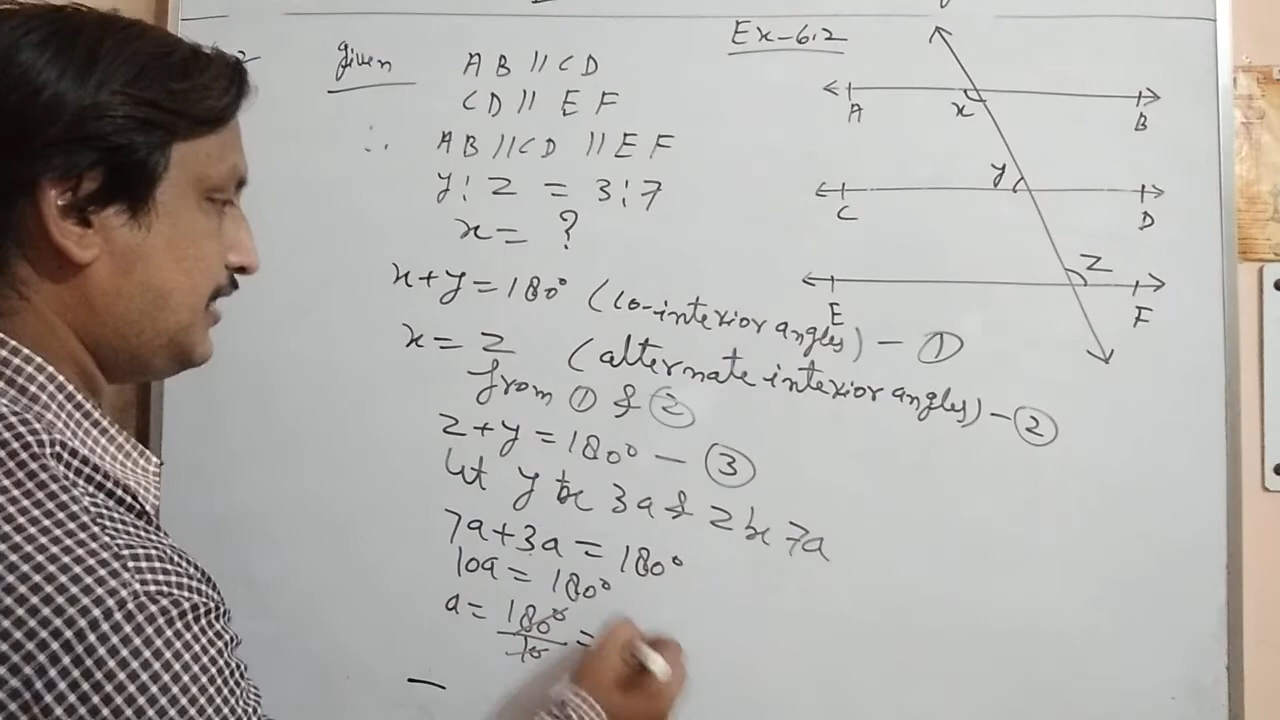 Ex-6.2
given AB || CD
CD || EF
∴ AB || CD || EF
y : z = 3 : 7
x = ?
x + y = 180° (co-interior angles) - ①
x = z (alternate interior angles) - ②
from ① & ②
z + y = 180° - ③
let y be 3a & z be 7a
7a + 3a = 180°
10a = 180°
a = 180°/10 =
A
x
B
y
C
D
z
E
F